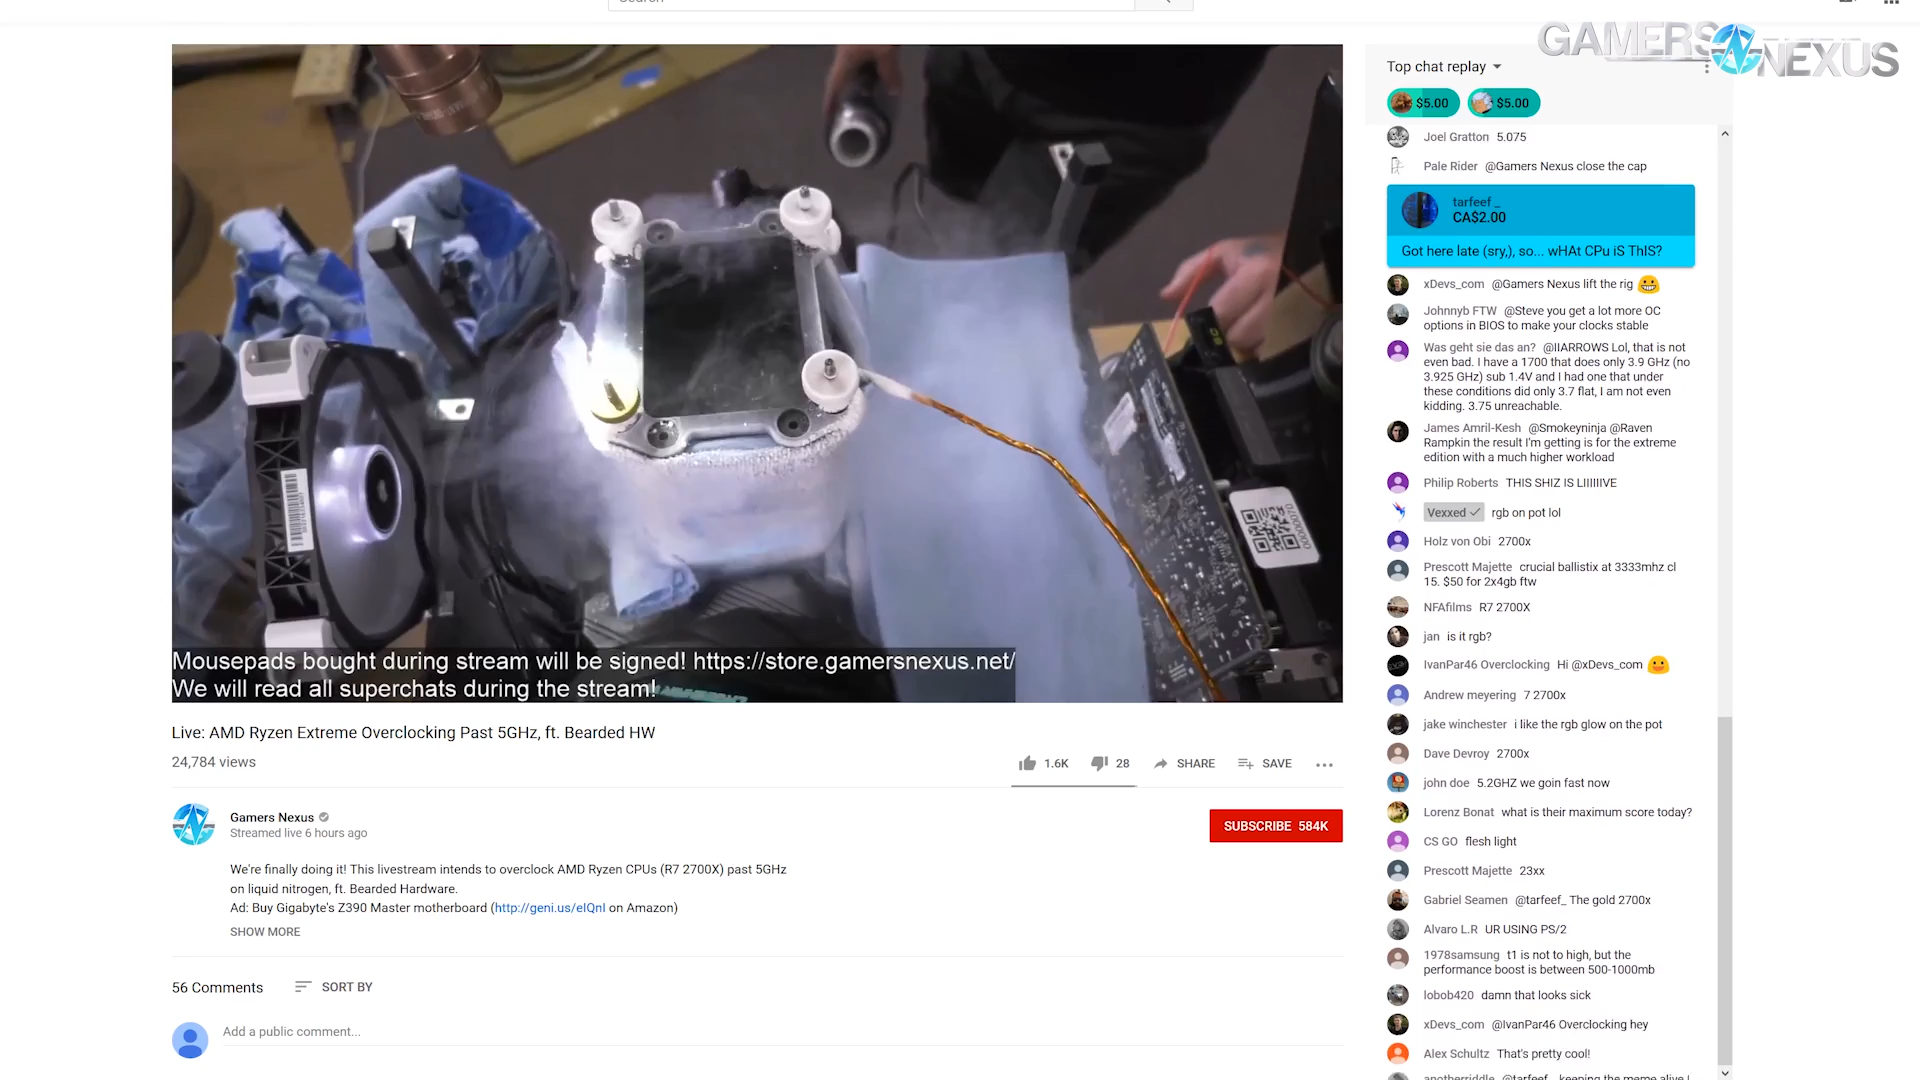 GAMERS NEXUS
Top chat replay
$5.00 $5.00
Joel Gratton 5.075
Pale Rider @Gamers Nexus close the cap
tarfeef _
CA$2.00
Got here late (sry,), so... wHAt CPu iS ThIS?
xDevs_com @Gamers Nexus lift the rig
Johnnyb FTW @Steve you get a lot more OC
options in BIOS to make your clocks stable
Was geht sie das an? @IIARROWS Lol, that is not
even bad. I have a 1700 that does only 3.9 GHz (no
3.925 GHz) sub 1.4V and I had one that under
these conditions did only 3.7 flat, I am not even
kidding. 3.75 unreachable.
James Amril-Kesh @Smokeyninja @Raven
Rampkin the result I'm getting is for the extreme
edition with a much higher workload
Philip Roberts THIS SHIZ IS LIIIIIIVE
Vexxed rgb on pot lol
Holz von Obi 2700x
Prescott Majette crucial ballistix at 3333mhz cl
15. $50 for 2x4gb ftw
NFAfilms R7 2700X
jan is it rgb?
IvanPar46 Overclocking Hi @xDevs_com
Andrew meyering 7 2700x
jake winchester i like the rgb glow on the pot
Dave Devroy 2700x
john doe 5.2GHZ we goin fast now
Lorenz Bonat what is their maximum score today?
CS GO flesh light
Prescott Majette 23xx
Gabriel Seamen @tarfeef_ The gold 2700x
Alvaro L.R UR USING PS/2
1978samsung t1 is not to high, but the
performance boost is between 500-1000mb
lobob420 damn that looks sick
xDevs_com @IvanPar46 Overclocking hey
Alex Schultz That's pretty cool!
anotherriddle @tarfeef_ keeping the meme alive !
Mousepads bought during stream will be signed! https://store.gamersnexus.net/
We will read all superchats during the stream!
Live: AMD Ryzen Extreme Overclocking Past 5GHz, ft. Bearded HW
24,784 views
1.6K 28 SHARE SAVE
Gamers Nexus
Streamed live 6 hours ago
SUBSCRIBE 584K
We're finally doing it! This livestream intends to overclock AMD Ryzen CPUs (R7 2700X) past 5GHz
on liquid nitrogen, ft. Bearded Hardware.
Ad: Buy Gigabyte's Z390 Master motherboard (http://geni.us/eIQnI on Amazon)
SHOW MORE
56 Comments SORT BY
Add a public comment...